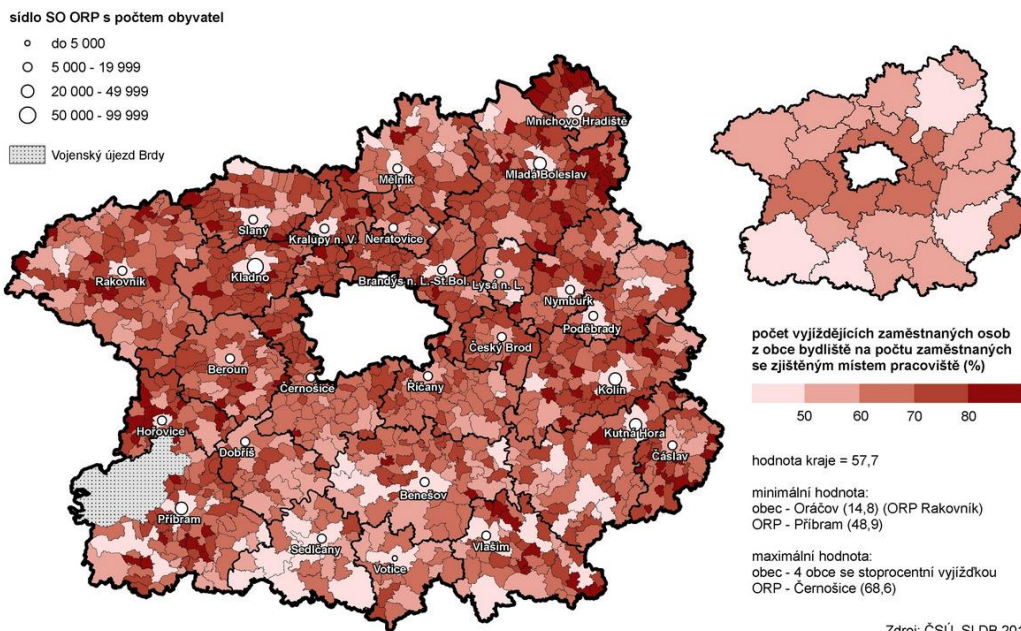 sídlo SO ORP s počtem obyvatel
do 5 000
5 000 - 19 999
20 000 - 49 999
50 000 - 99 999
Vojenský újezd Brdy
Mnichovo Hradiště
Mělník
Mladá Boleslav
Slaný
Kralupy n. V.
Neratovice
Rakovník
Kladno
Brandýs n. L.-St.Bol.
Lysá n. L.
Nymburk
Poděbrady
Český Brod
Beroun
Černošice
Říčany
Kolín
Hořovice
Dobříš
Kutná Hora
Čáslav
Benešov
Příbram
Sedlčany
Votice
Vlašim
počet vyjíždějících zaměstnaných osob
z obce bydliště na počtu zaměstnaných
se zjištěným místem pracoviště (%)
50 60 70 80
hodnota kraje = 57,7
minimální hodnota:
obec - Oráčov (14,8) (ORP Rakovník)
ORP - Příbram (48,9)
maximální hodnota:
obec - 4 obce se stoprocentní vyjížďkou
ORP - Černošice (68,6)
Zdroj: ČSÚ, SLDB